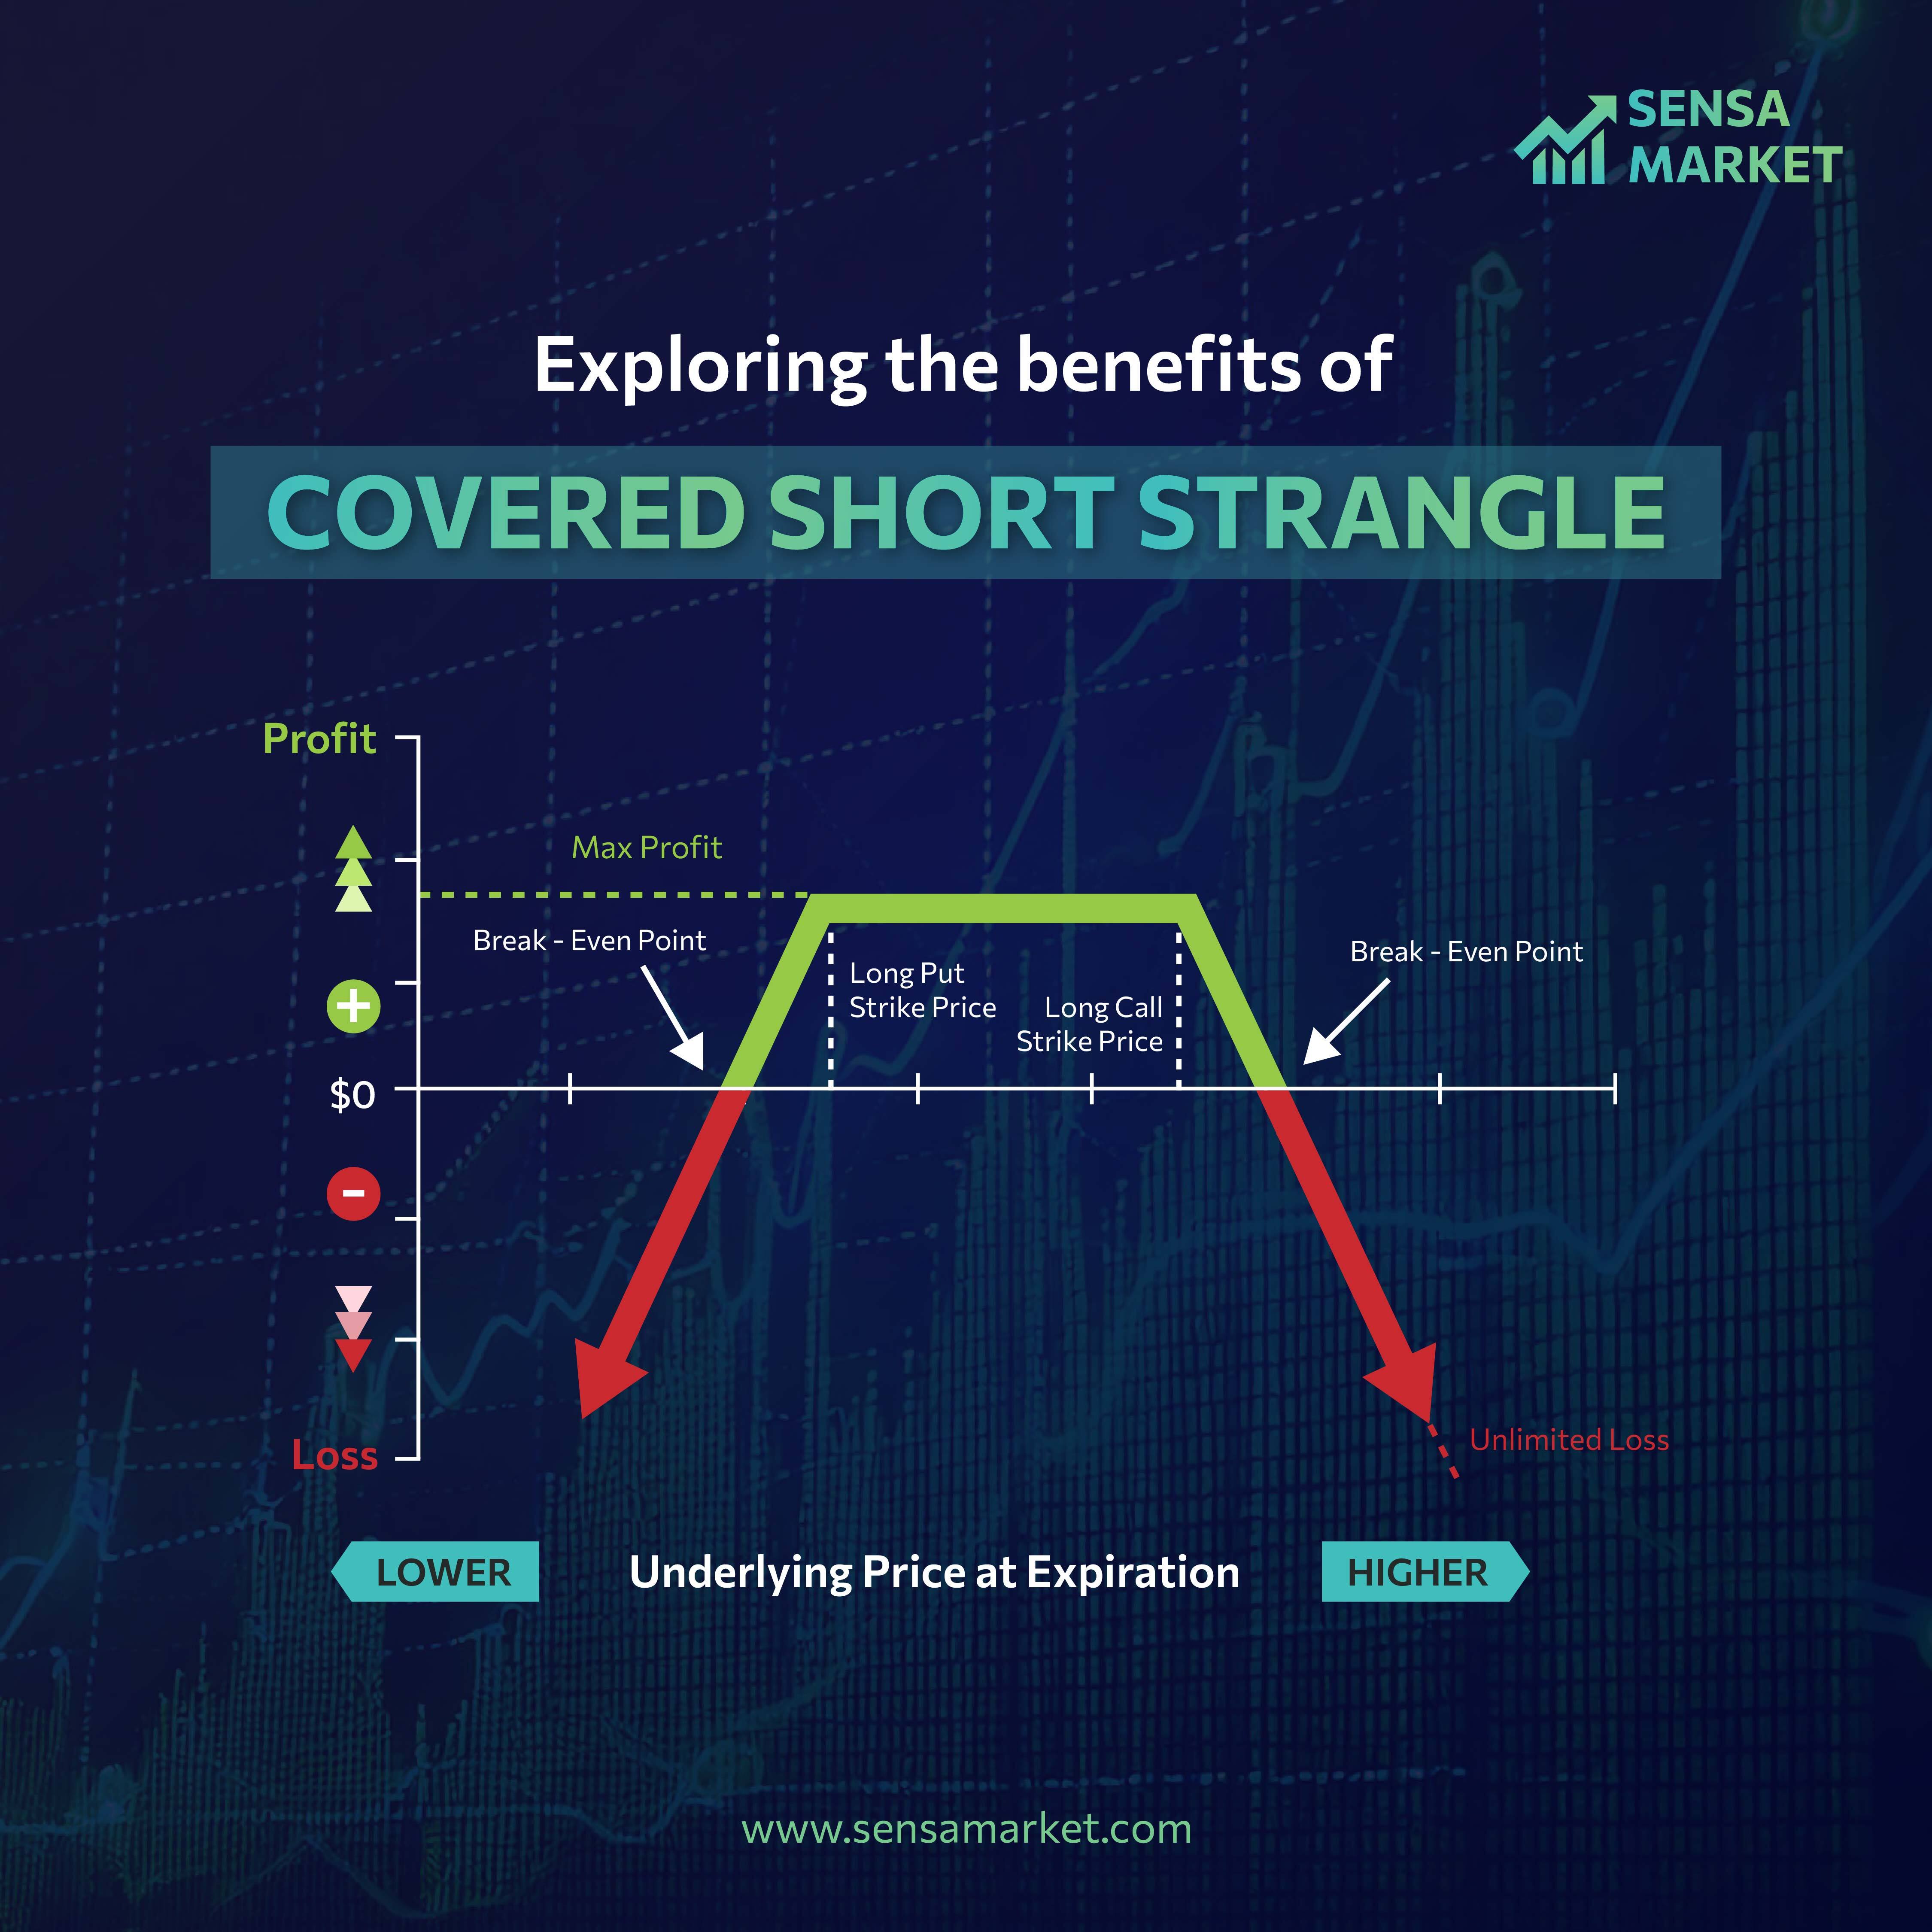 SENSA
MARKET
Exploring the benefits of
COVERED SHORT STRANGLE
Profit
Max Profit
Break - Even Point
Break - Even Point
Long Put
Strike Price
Long Call
Strike Price
$0
Loss
Unlimited Loss
LOWER
Underlying Price at Expiration
HIGHER
www.sensamarket.com